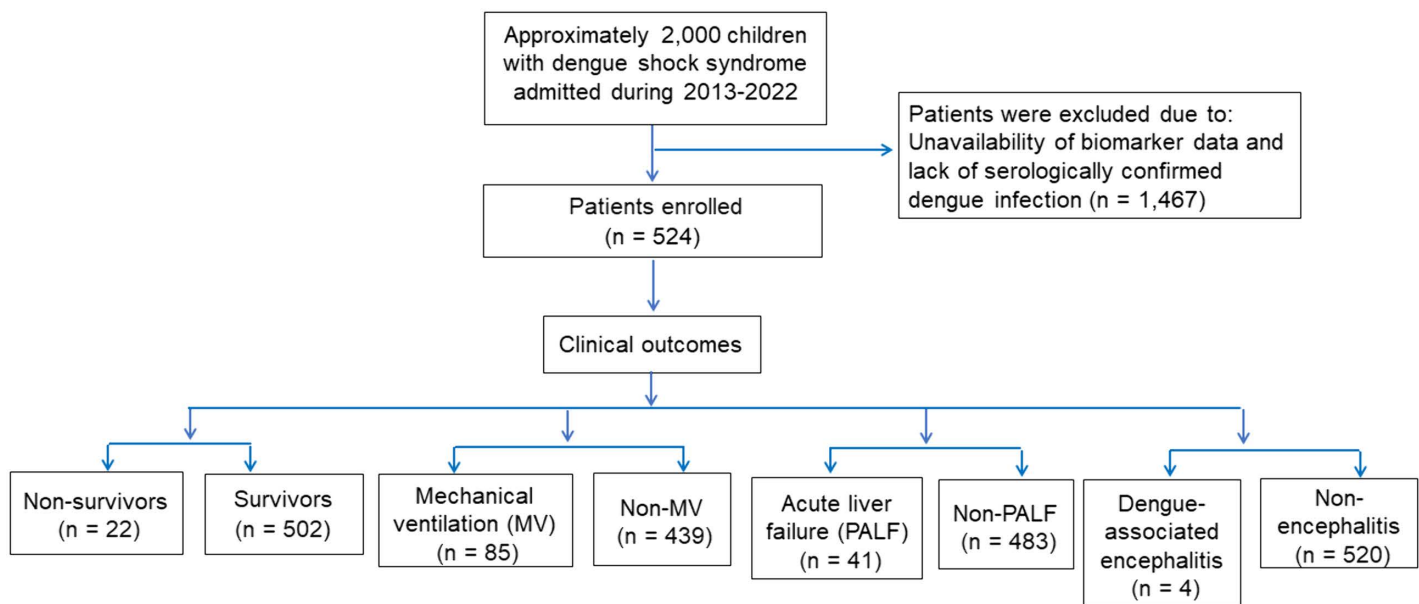 Approximately 2,000 children
with dengue shock syndrome
admitted during 2013-2022
Patients were excluded due to:
Unavailability of biomarker data and
lack of serologically confirmed
dengue infection (n = 1,467)
Patients enrolled
(n = 524)
Clinical outcomes
Non-survivors
(n = 22)
Survivors
(n = 502)
Mechanical
ventilation (MV)
(n = 85)
Non-MV
(n = 439)
Acute liver
failure (PALF)
(n = 41)
Non-PALF
(n = 483)
Dengue-
associated
encephalitis
(n = 4)
Non-
encephalitis
(n = 520)